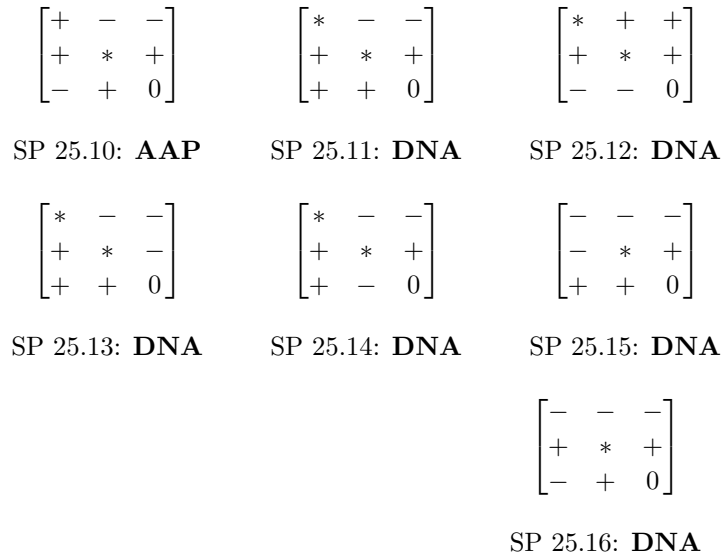 [+ − −] [∗ − −] [∗ + +]
[+ ∗ +] [+ ∗ +] [+ ∗ +]
[− + 0] [+ + 0] [− − 0]
SP 25.10: AAP SP 25.11: DNA SP 25.12: DNA
[∗ − −] [∗ − −] [− − −]
[+ ∗ −] [+ ∗ +] [− ∗ +]
[+ + 0] [+ − 0] [+ + 0]
SP 25.13: DNA SP 25.14: DNA SP 25.15: DNA
[− − −]
[+ ∗ +]
[− + 0]
SP 25.16: DNA